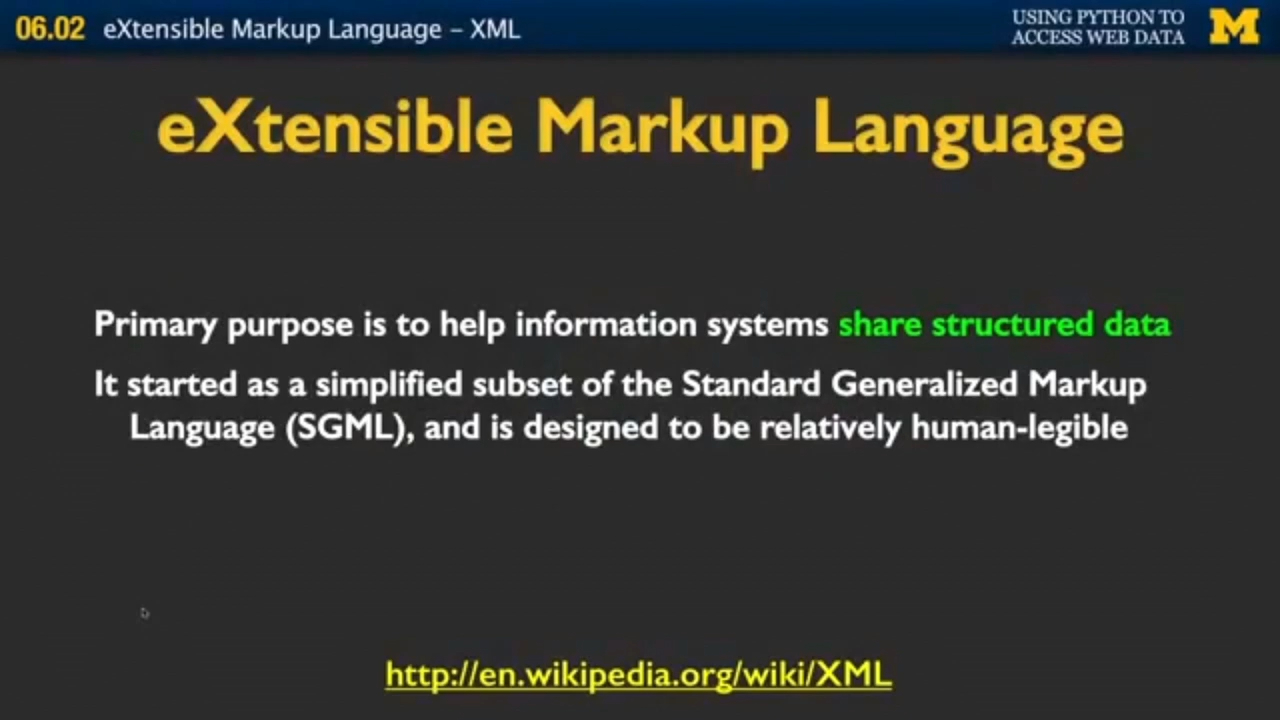 06.02 eXtensible Markup Language – XML
USING PYTHON TO
ACCESS WEB DATA
M
eXtensible Markup Language
Primary purpose is to help information systems share structured data
It started as a simplified subset of the Standard Generalized Markup
Language (SGML), and is designed to be relatively human-legible
http://en.wikipedia.org/wiki/XML